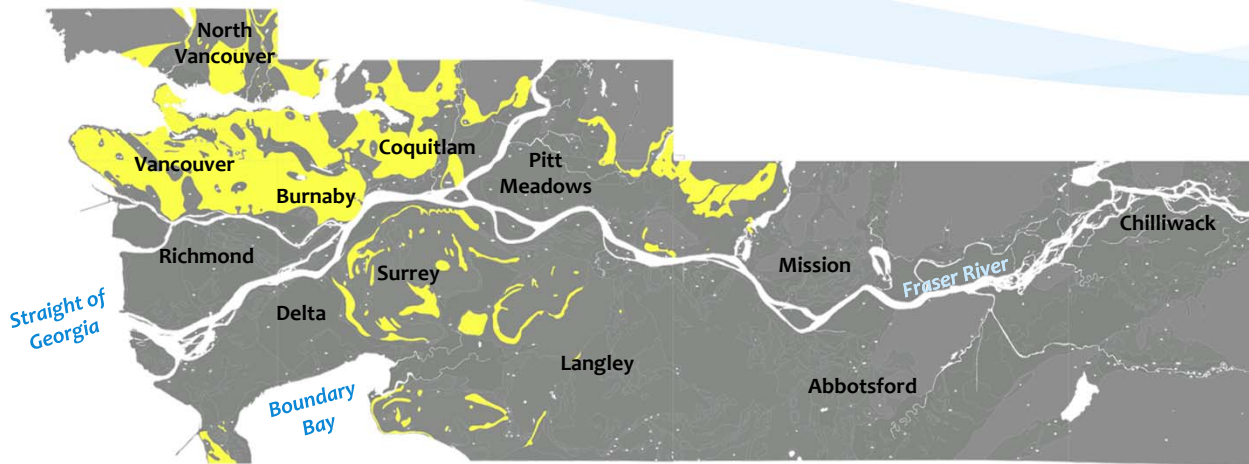 North
Vancouver
Vancouver
Coquitlam
Burnaby
Pitt
Meadows
Richmond
Surrey
Delta
Mission
Fraser River
Chilliwack
Straight of
Georgia
Langley
Abbotsford
Boundary
Bay